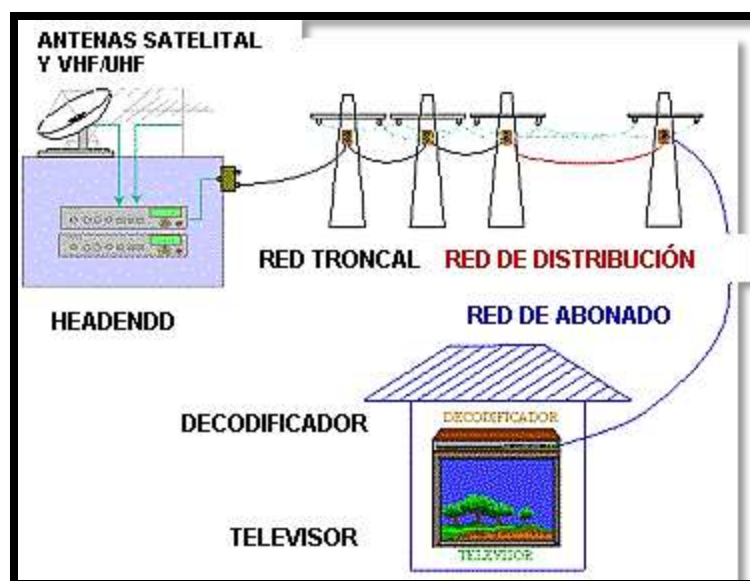 ANTENAS SATELITAL
Y VHF/UHF
RED TRONCAL
RED DE DISTRIBUCIÓN
HEADENDD
RED DE ABONADO
DECODIFICADOR
DECODIFICADOR
TELEVISOR
TELEVISOR